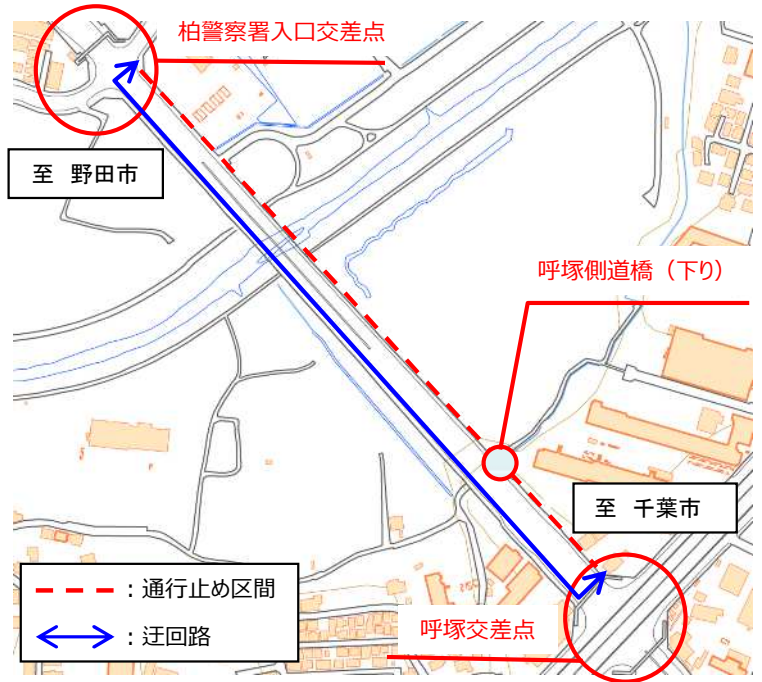 柏警察署入口交差点
至 野田市
呼塚側道橋（下り）
至 千葉市
：通行止め区間
：迂回路
呼塚交差点